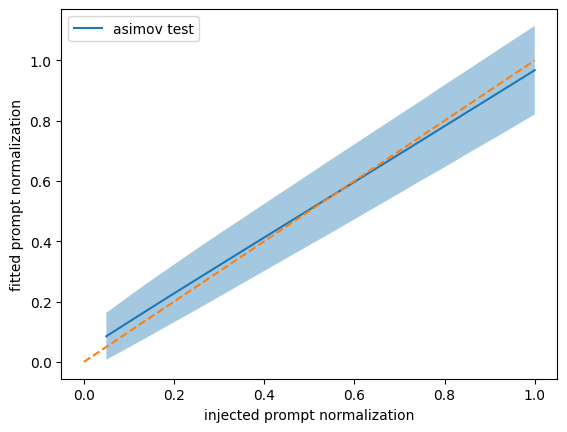 asimov test
fitted prompt normalization
1.0
0.8
0.6
0.4
0.2
0.0
0.0 0.2 0.4 0.6 0.8 1.0
injected prompt normalization